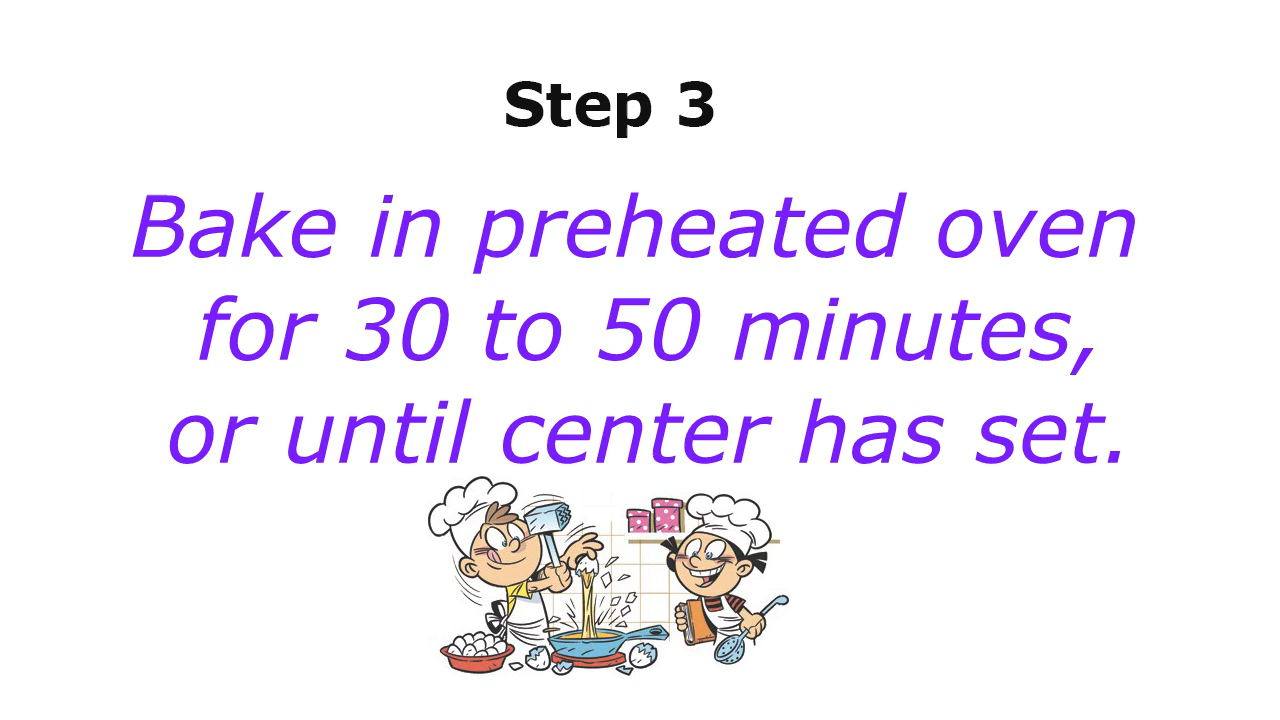 Step 3
Bake in preheated oven
for 30 to 50 minutes,
or until center has set.